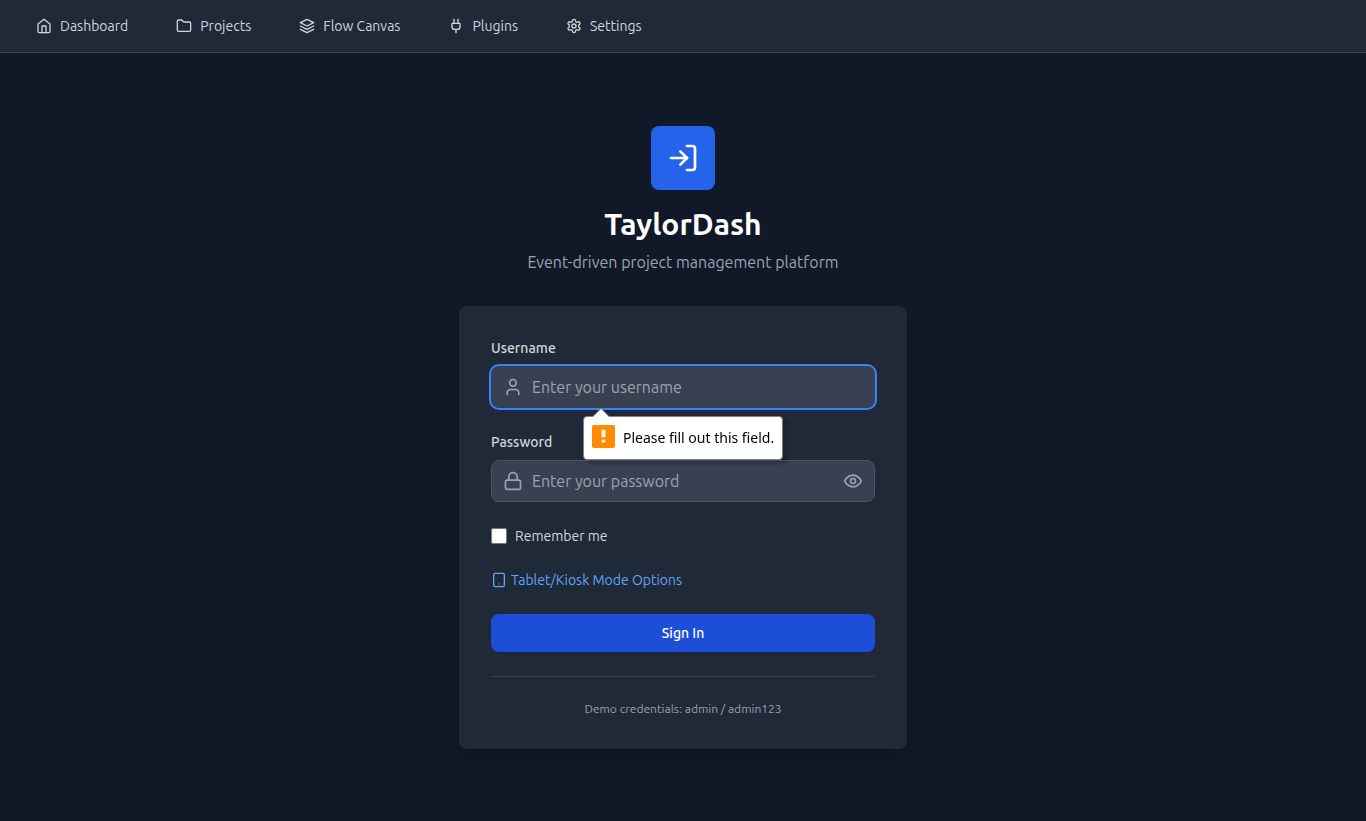 Dashboard Projects Flow Canvas Plugins Settings
TaylorDash
Event-driven project management platform
Username
Enter your username
Please fill out this field.
Password
Enter your password
Remember me
Tablet/Kiosk Mode Options
Sign In
Demo credentials: admin / admin123